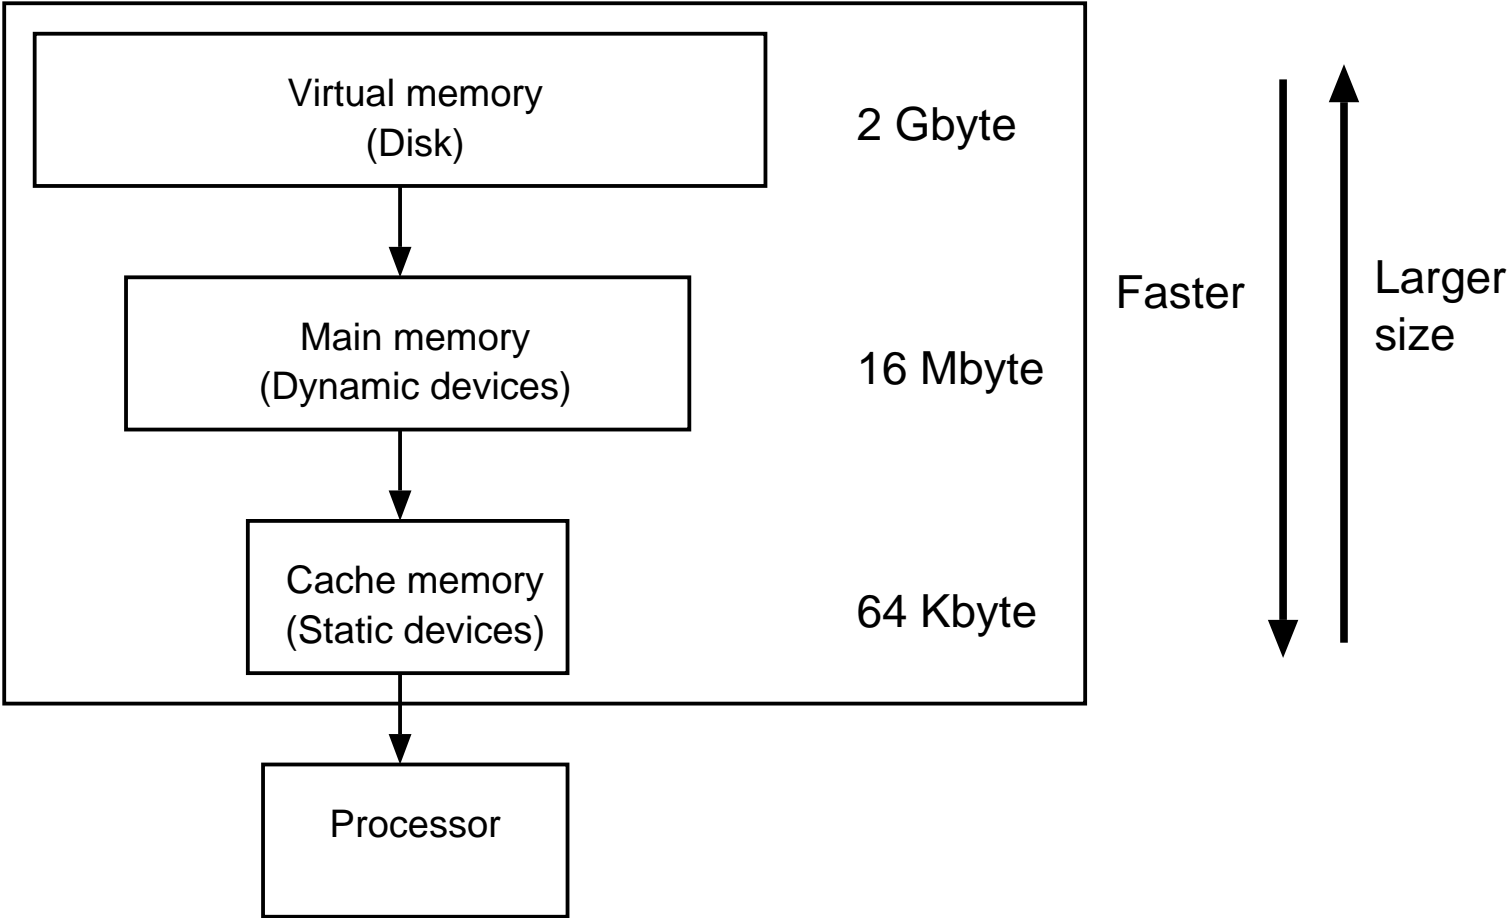 Virtual memory
(Disk)
2 Gbyte
Main memory
(Dynamic devices)
16 Mbyte
Cache memory
(Static devices)
64 Kbyte
Processor
Faster
Larger
size